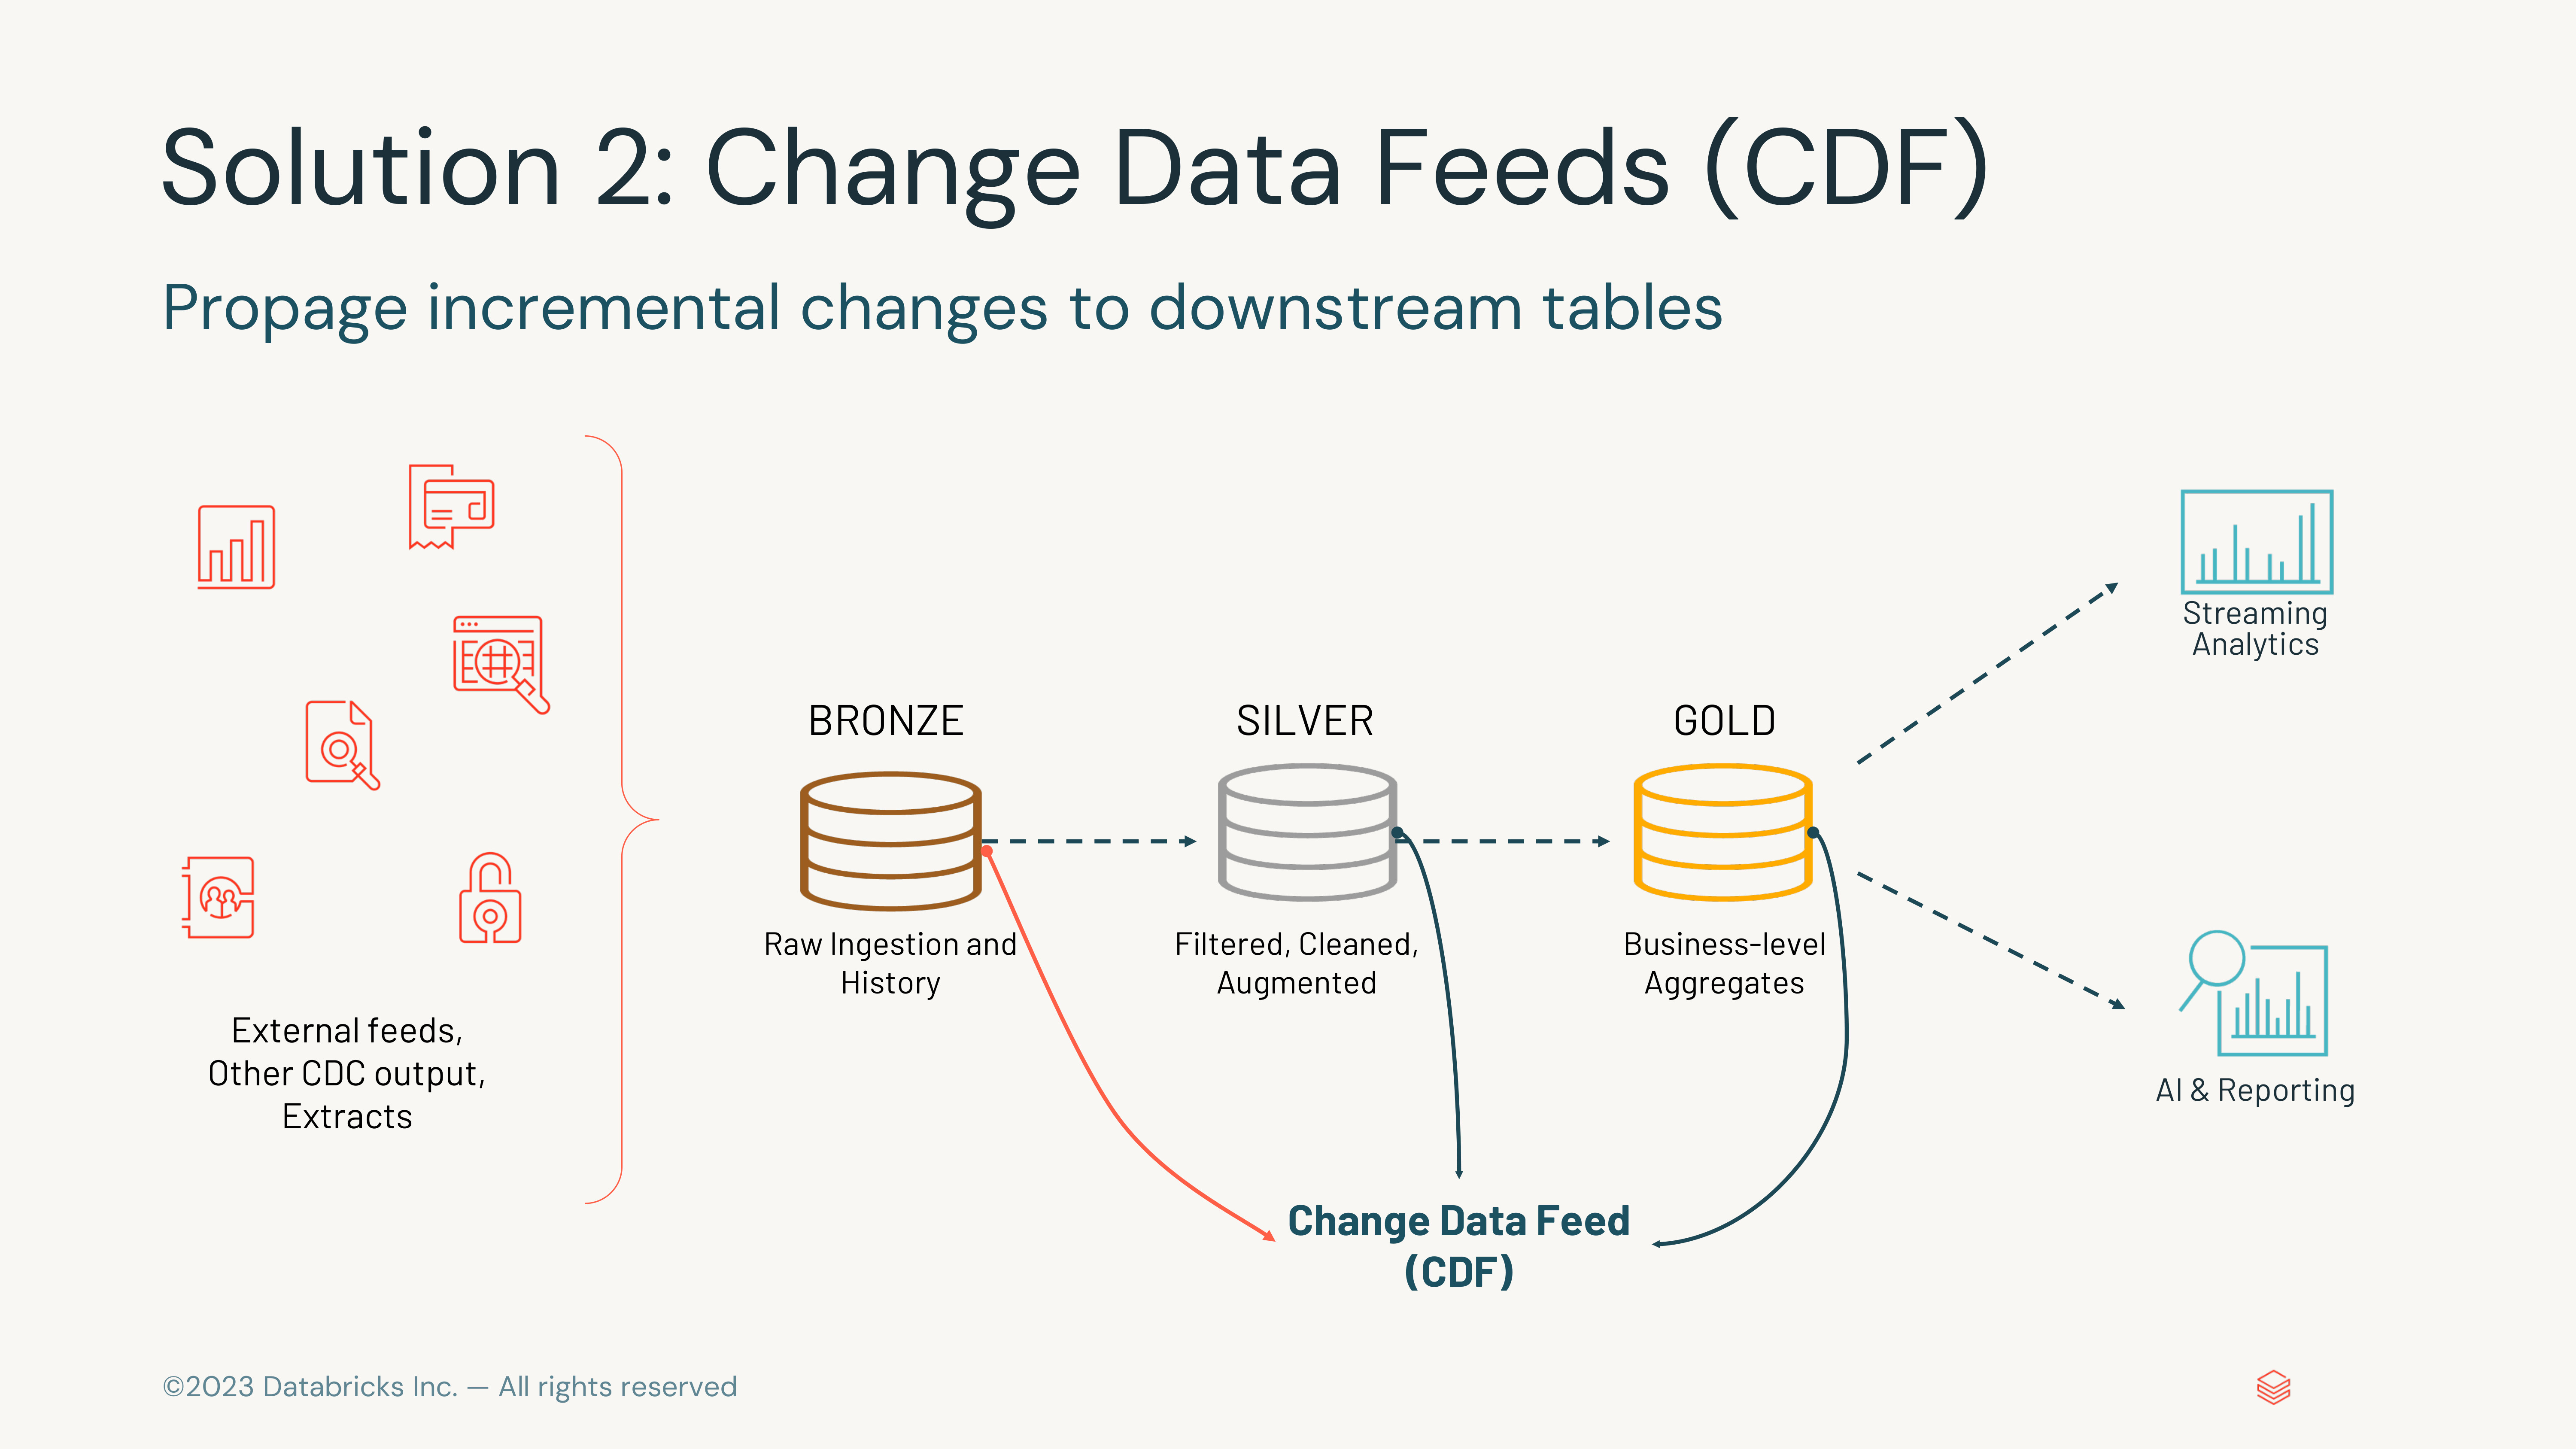 Solution 2: Change Data Feeds (CDF)
Propage incremental changes to downstream tables
External feeds,
Other CDC output,
Extracts
BRONZE
Raw Ingestion and
History
SILVER
Filtered, Cleaned,
Augmented
GOLD
Business-level
Aggregates
Streaming
Analytics
AI & Reporting
Change Data Feed
(CDF)
©2023 Databricks Inc. — All rights reserved